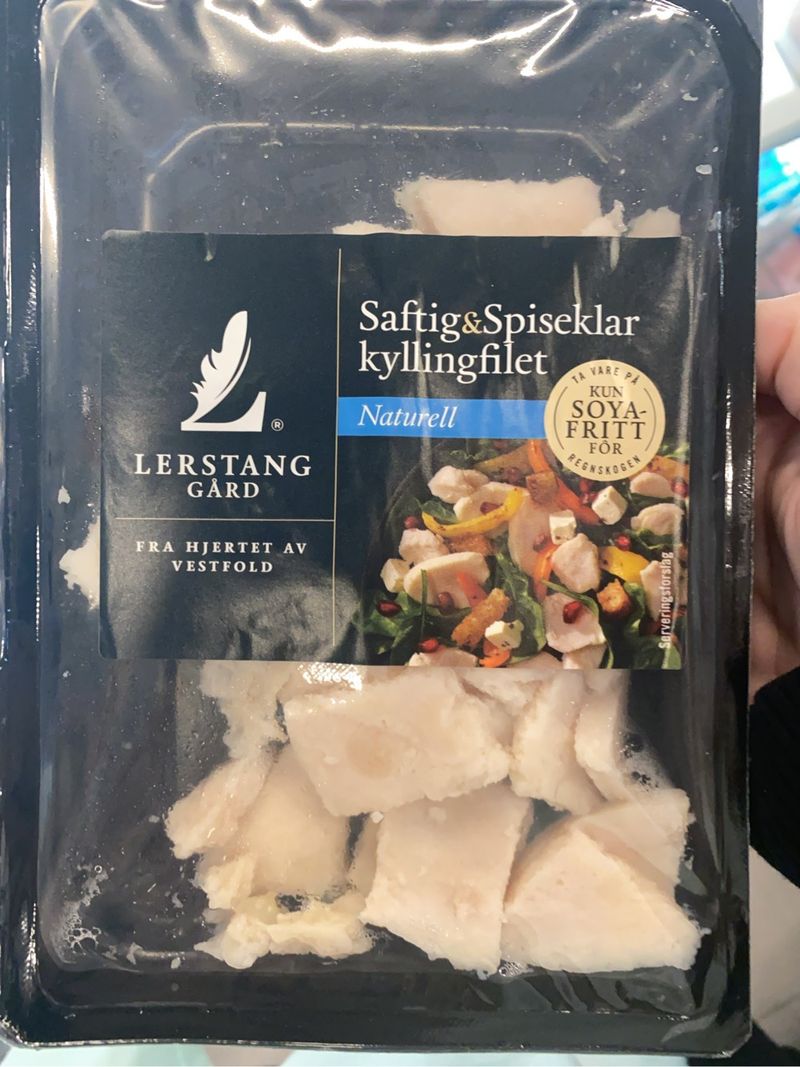 LERSTANG
GÅRD
®
FRA HJERTET AV
VESTFOLD
Saftig&Spiseklar
kyllingfilet
Naturell
TA VARE PÅ
KUN
SOYA-
FRITT
FÔR
REGNSKOGEN
Serveringsforslag